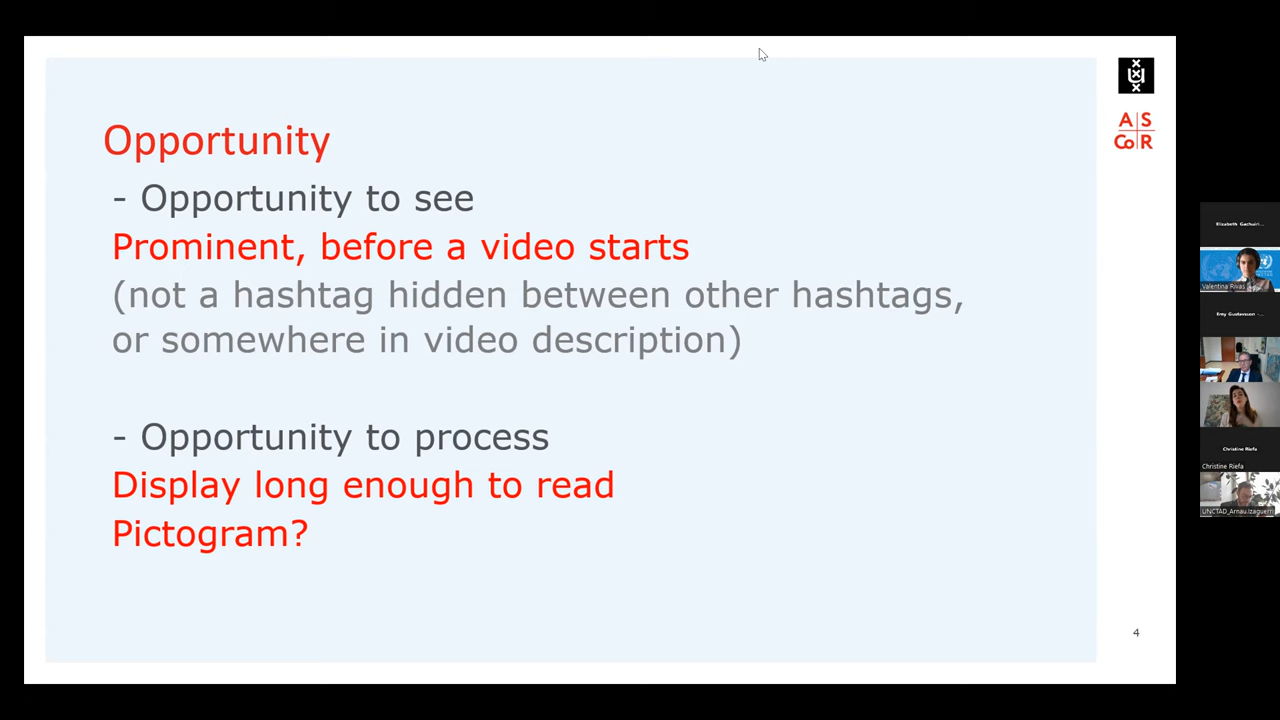 Opportunity
- Opportunity to see
Prominent, before a video starts
(not a hashtag hidden between other hashtags,
or somewhere in video description)
- Opportunity to process
Display long enough to read
Pictogram?
4
U
A S
Co R
Elizabeth Gachuiri...
Valentina Rivas
Emy Gustavsson -...
Christine Riefa
Christine Riefa
UNCTAD_Arnau.Izaguerri